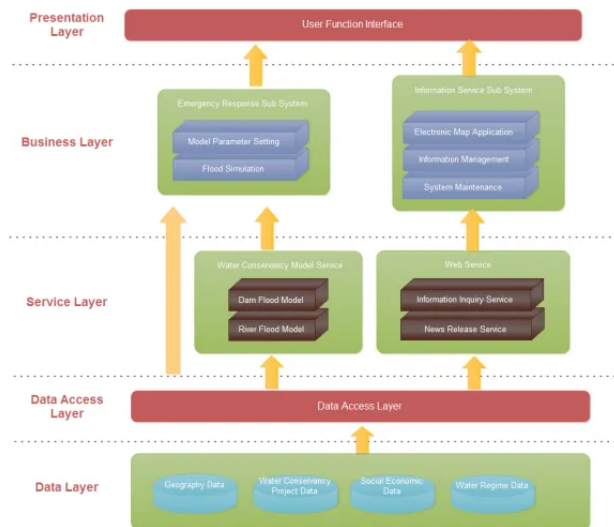 Presentation
Layer
User Function Interface
Business Layer
Emergency Response Sub System
Model Parameter Setting
Flood Simulation
Information Service Sub System
Electronic Map Application
Information Management
System Maintenance
Service Layer
Water Conservancy Model Service
Dam Flood Model
River Flood Model
Web Service
Information Inquiry Service
News Release Service
Data Access
Layer
Data Access Layer
Data Layer
Geography Data
Water Conservancy
Project Data
Social Economic
Data
Water Regime Data